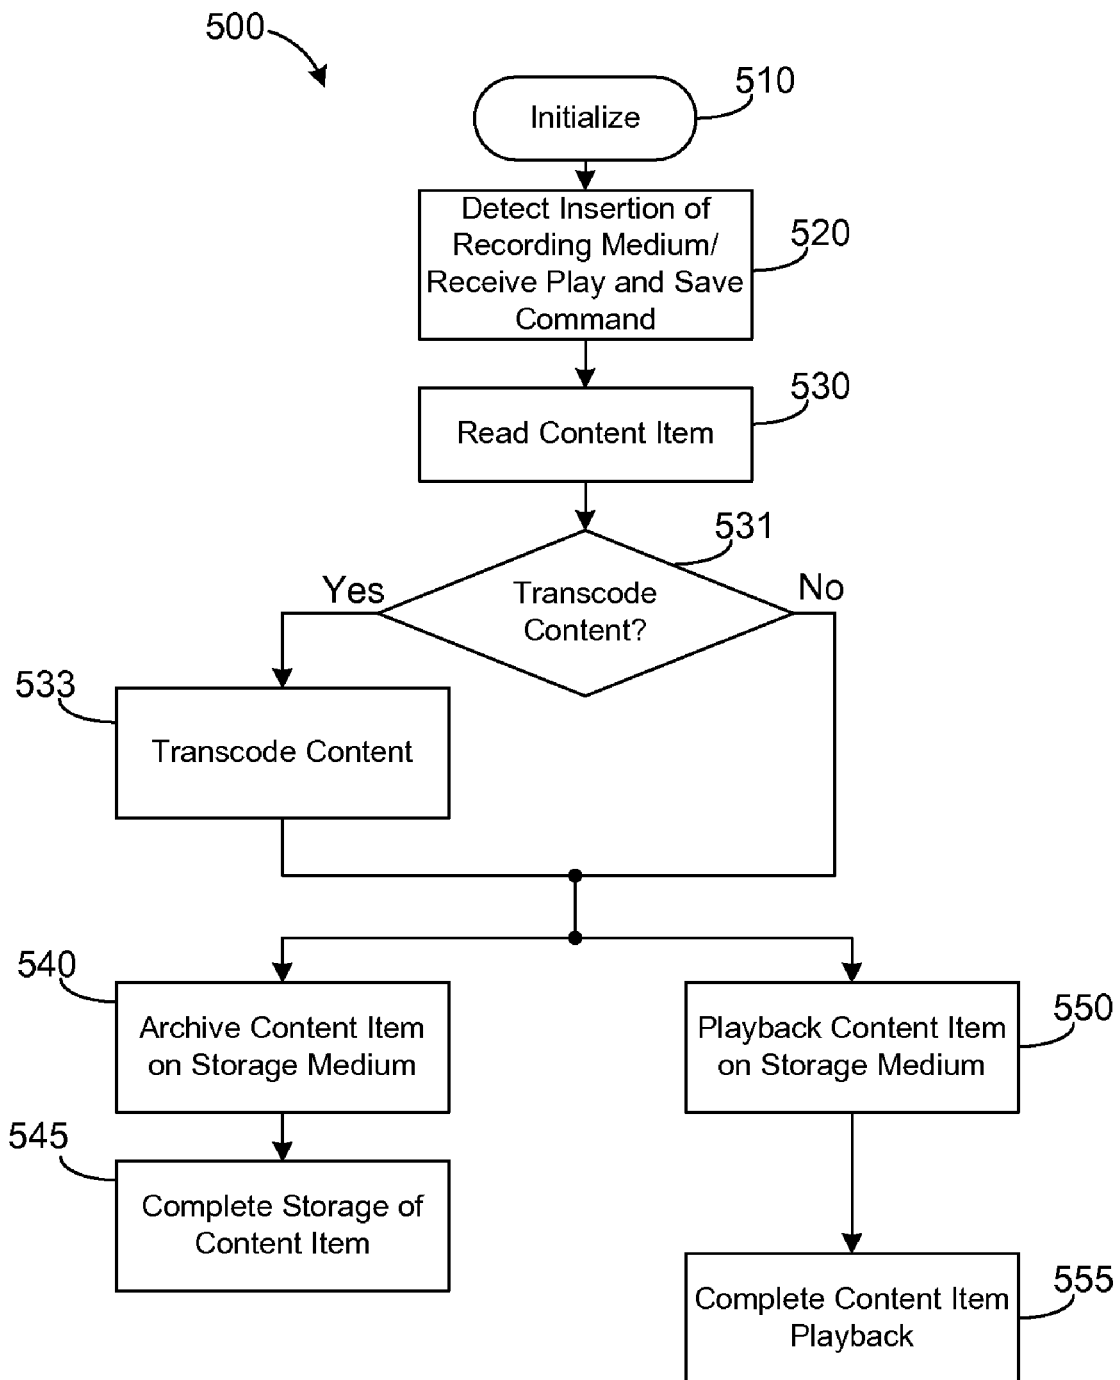 500
510
Initialize
Detect Insertion of
Recording Medium/
Receive Play and Save
Command
520
530
Read Content Item
531
Yes
No
Transcode
Content?
533
Transcode Content
540
Archive Content Item
on Storage Medium
550
Playback Content Item
on Storage Medium
545
Complete Storage of
Content Item
555
Complete Content Item
Playback